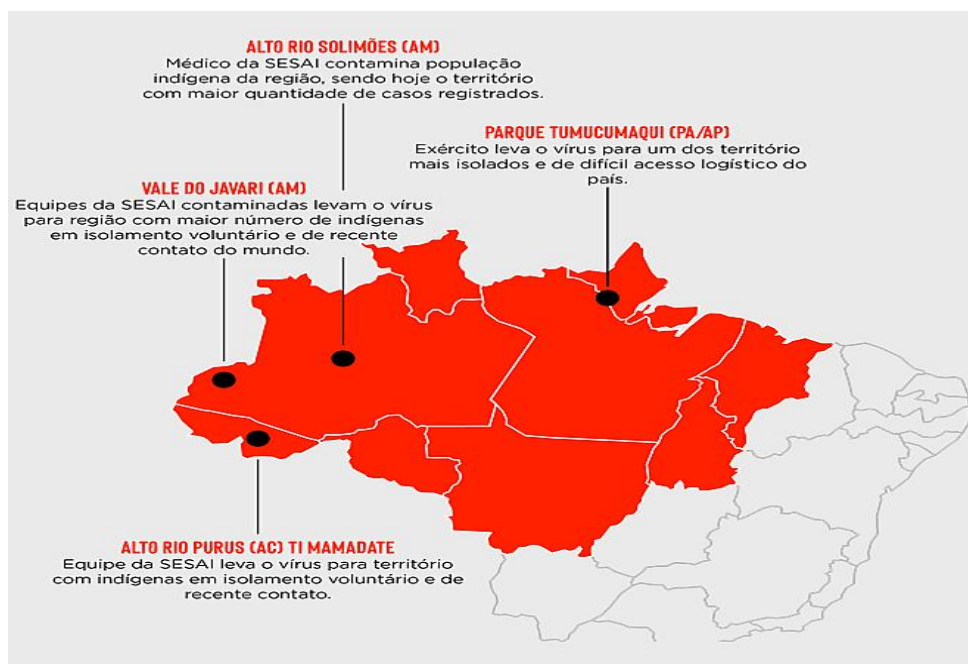 ALTO RIO SOLIMÕES (AM)
Médico da SESAI contamina população
indígena da região, sendo hoje o território
com maior quantidade de casos registrados.
PARQUE TUMUCUMAQUI (PA/AP)
Exército leva o vírus para um dos território
mais isolados e de difícil acesso logístico do
país.
VALE DO JAVARI (AM)
Equipes da SESAI contaminadas levam o vírus
para região com maior número de indígenas
em isolamento voluntário e de recente
contato do mundo.
ALTO RIO PURUS (AC) TI MAMADATE
Equipe da SESAI leva o vírus para território
com indígenas em isolamento voluntário e de
recente contato.